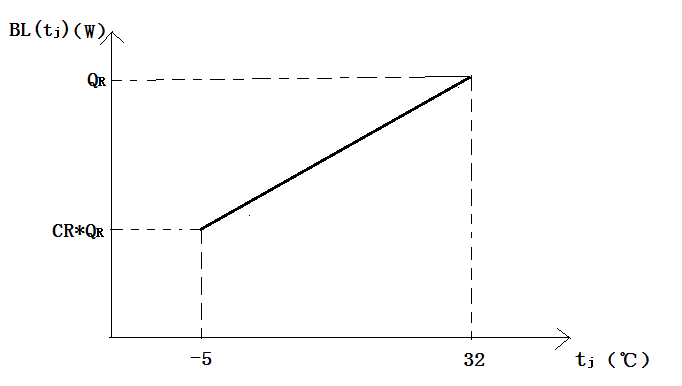 BL(tj)(W)
QR
CR*QR
-5
32
tj(℃)